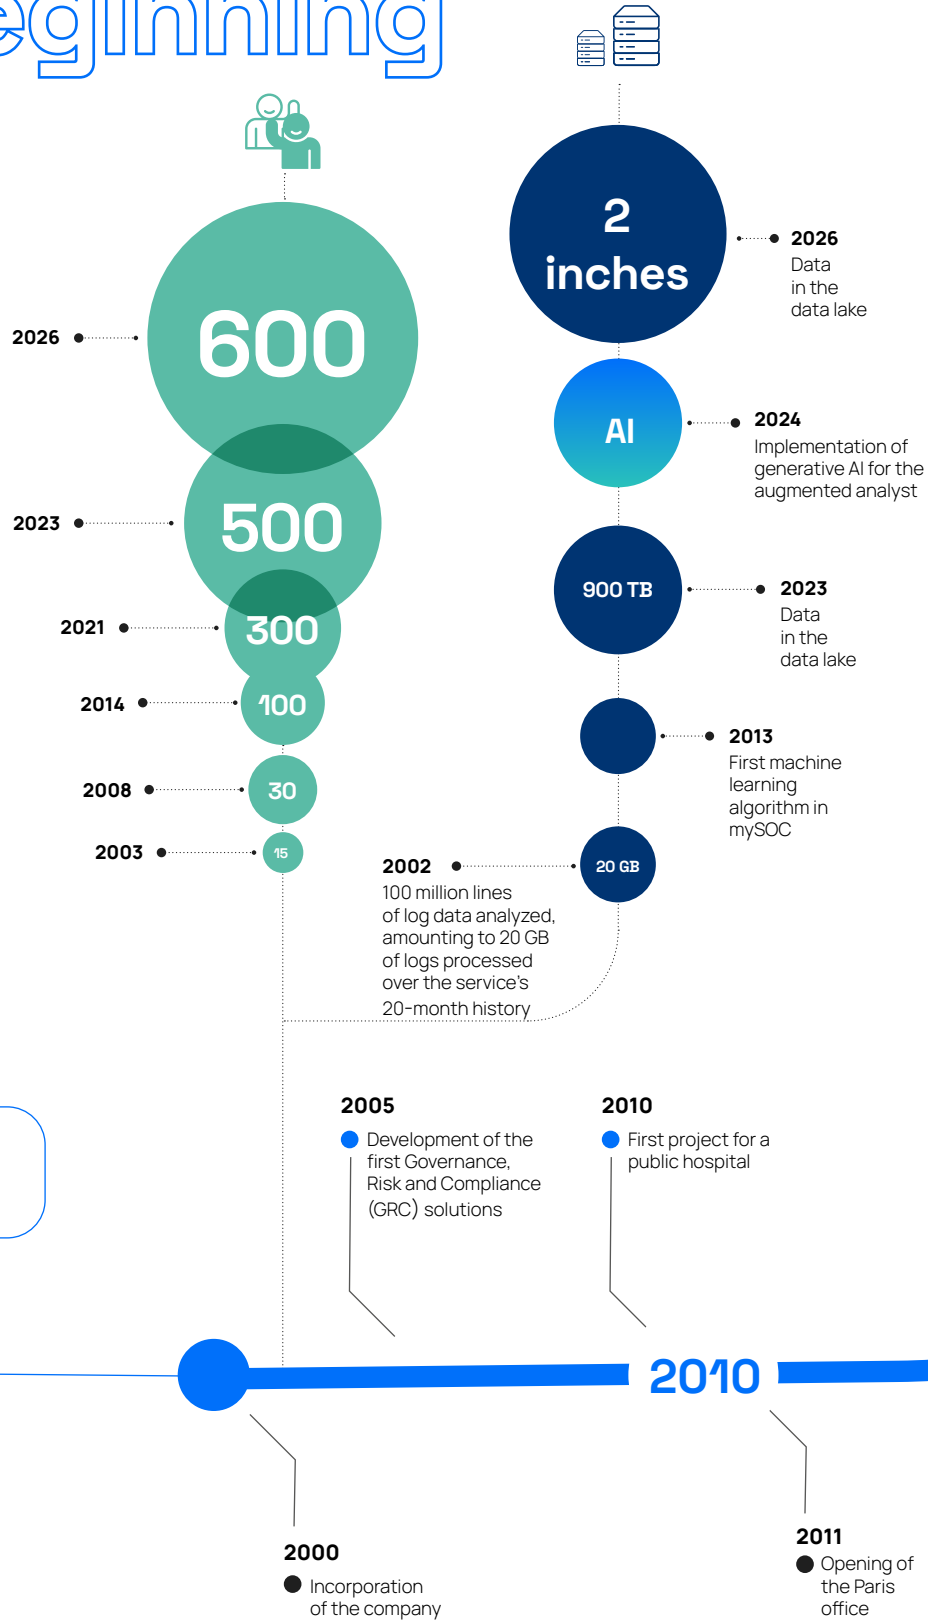 eginning
2026
600
2023
500
2021
300
2014
100
2008
30
2003
15
2
inches
2026
Data
in the
data lake
AI
2024
Implementation of
generative AI for the
augmented analyst
900 TB
2023
Data
in the
data lake
2013
First machine
learning
algorithm in
mySOC
20 GB
2002
100 million lines
of log data analyzed,
amounting to 20 GB
of logs processed
over the service's
20-month history
2005
Development of the
first Governance,
Risk and Compliance
(GRC) solutions
2010
First project for a
public hospital
2010
2000
Incorporation
of the company
2011
Opening of
the Paris
office